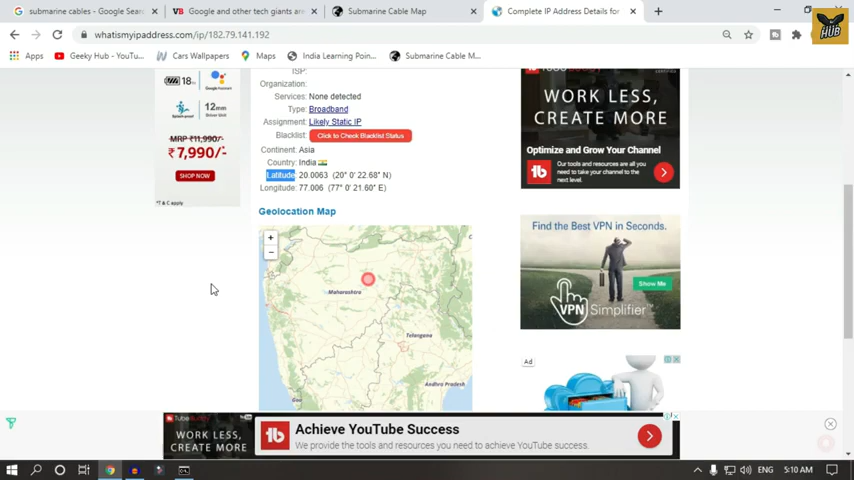 submarine cables - Google Searc
Google and other tech giants are
Submarine Cable Map
Complete IP Address Details for
whatismyipaddress.com/ip/182.79.141.192
HUB
Apps
Geeky Hub - YouTu...
Cars Wallpapers
Maps
India Learning Poin...
Submarine Cable M...
ISP:
Organization:
Services: None detected
Type: Broadband
Assignment: Likely Static IP
Blacklist: Click to Check Blacklist Status
Continent: Asia
Country: India
Latitude: 20.0063 (20° 0' 22.68" N)
Longitude: 77.006 (77° 0' 21.60" E)
Geolocation Map
+
−
Maharashtra
Telangana
Andhra Pradesh
Goa
18
12mm
Driver Unit
MRP ₹11,990/-
₹7,990/-
SHOP NOW
*T & C apply
WORK LESS,
CREATE MORE
Optimize and Grow Your Channel
Our tools and resources are all you
need to take your channel to the
next level.
Find the Best VPN in Seconds.
Show Me
VPN Simplifier™
Ad
WORK LESS,
CREATE MORE
Achieve YouTube Success
We provide the tools and resources you need to achieve YouTube success.
ENG
5:10 AM